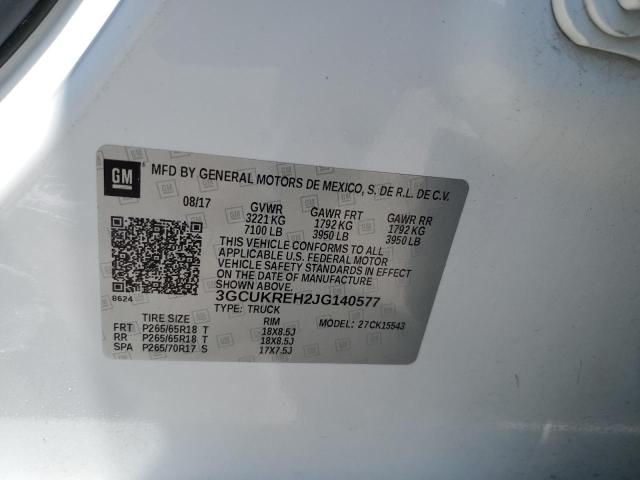 GM
MFD BY GENERAL MOTORS DE MEXICO, S. DE R.L. DE C.V.
08/17 GVWR GAWR FRT GAWR RR
3221 KG 1792 KG 1792 KG
7100 LB 3950 LB 3950 LB
THIS VEHICLE CONFORMS TO ALL
APPLICABLE U.S. FEDERAL MOTOR
VEHICLE SAFETY STANDARDS IN EFFECT
ON THE DATE OF MANUFACTURE
SHOWN ABOVE.
8624 3GCUKREH2JG140577
TYPE: TRUCK
TIRE SIZE RIM MODEL: 27CK15543
FRT P265/65R18 T 18X8.5J
RR P265/65R18 T 18X8.5J
SPA P265/70R17 S 17X7.5J